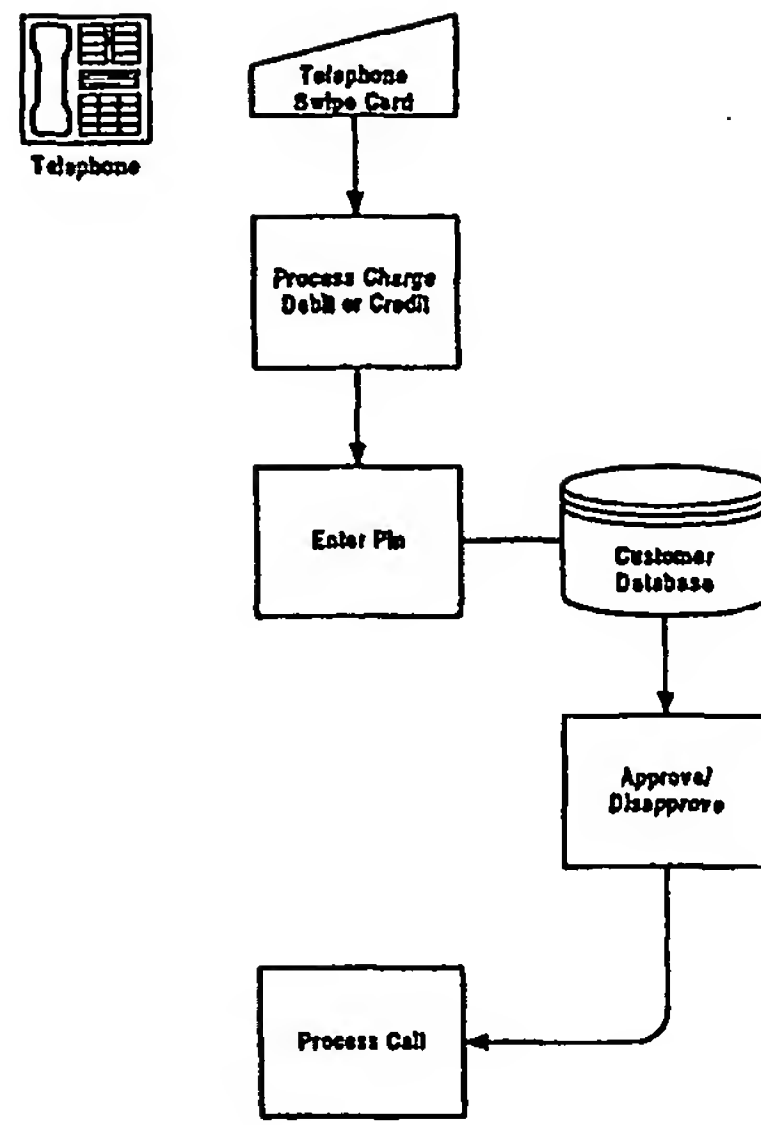 Telephone
Telephone
Swipe Card
Process Charge
Debit or Credit
Enter Pin
Customer
Database
Approve/
Disapprove
Process Call